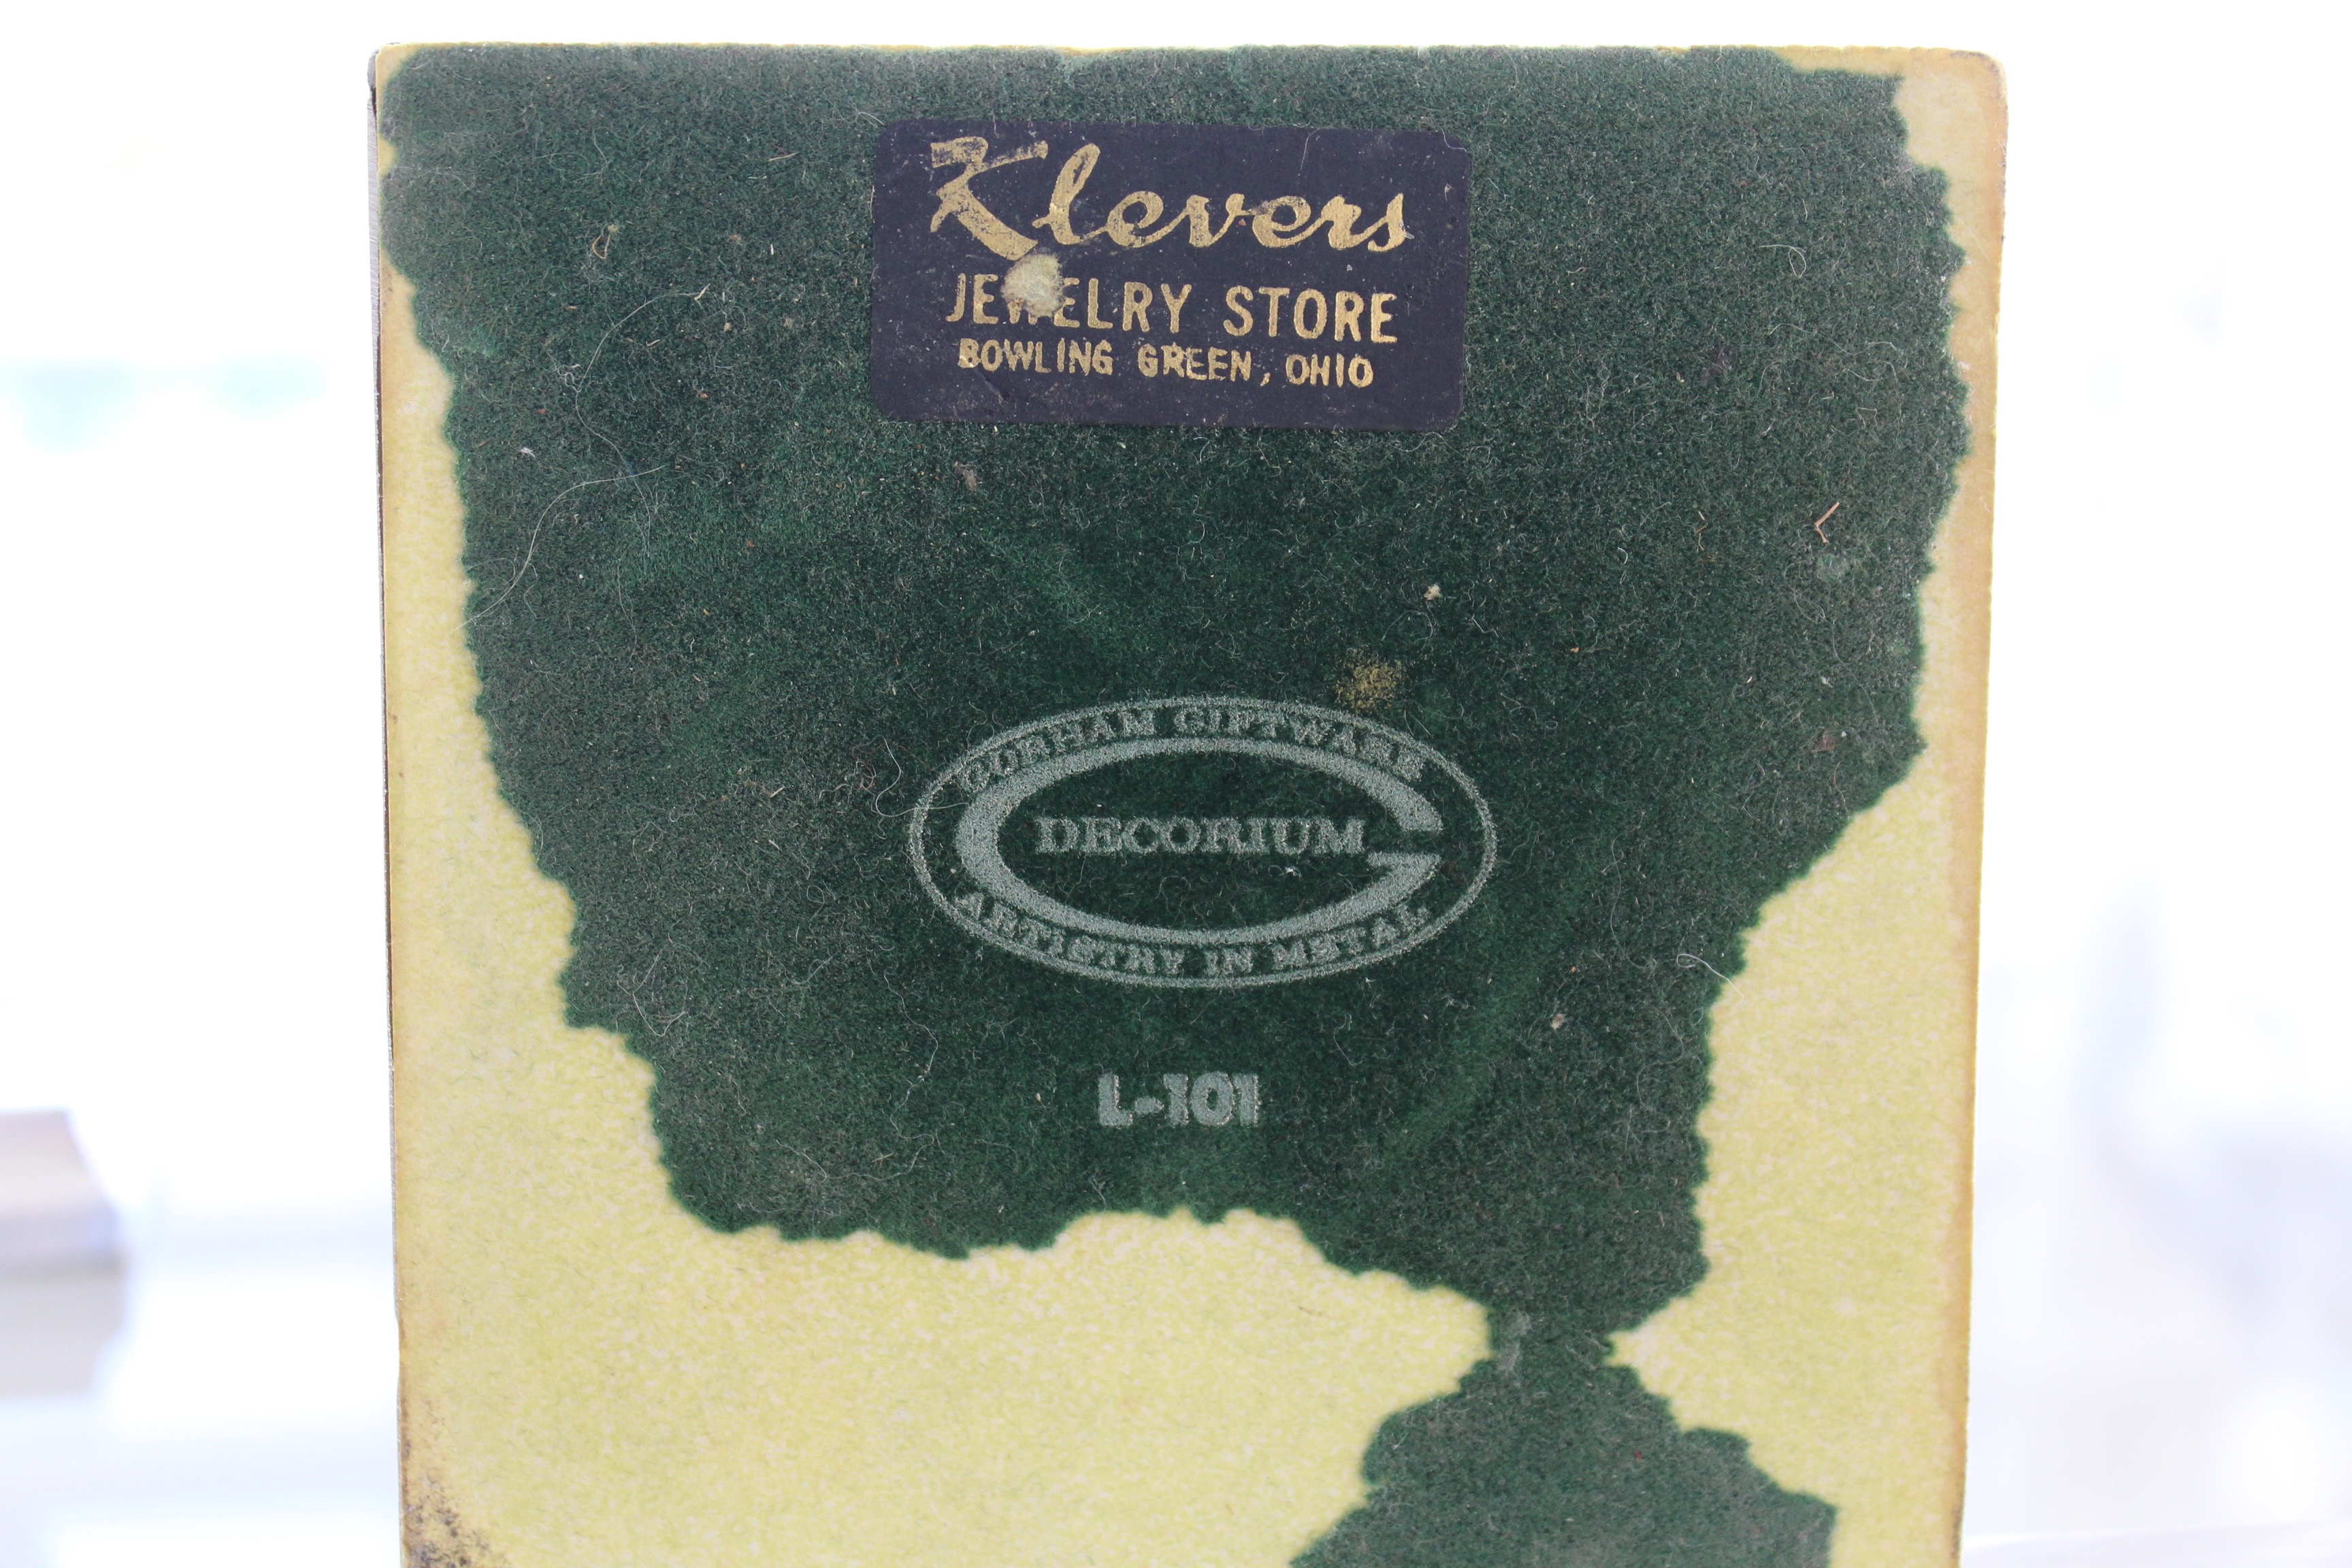 Klevers
JEWELRY STORE
BOWLING GREEN, OHIO
GORHAM GIFTWARE
DECORIUM
ARTISTRY IN METAL
L-101